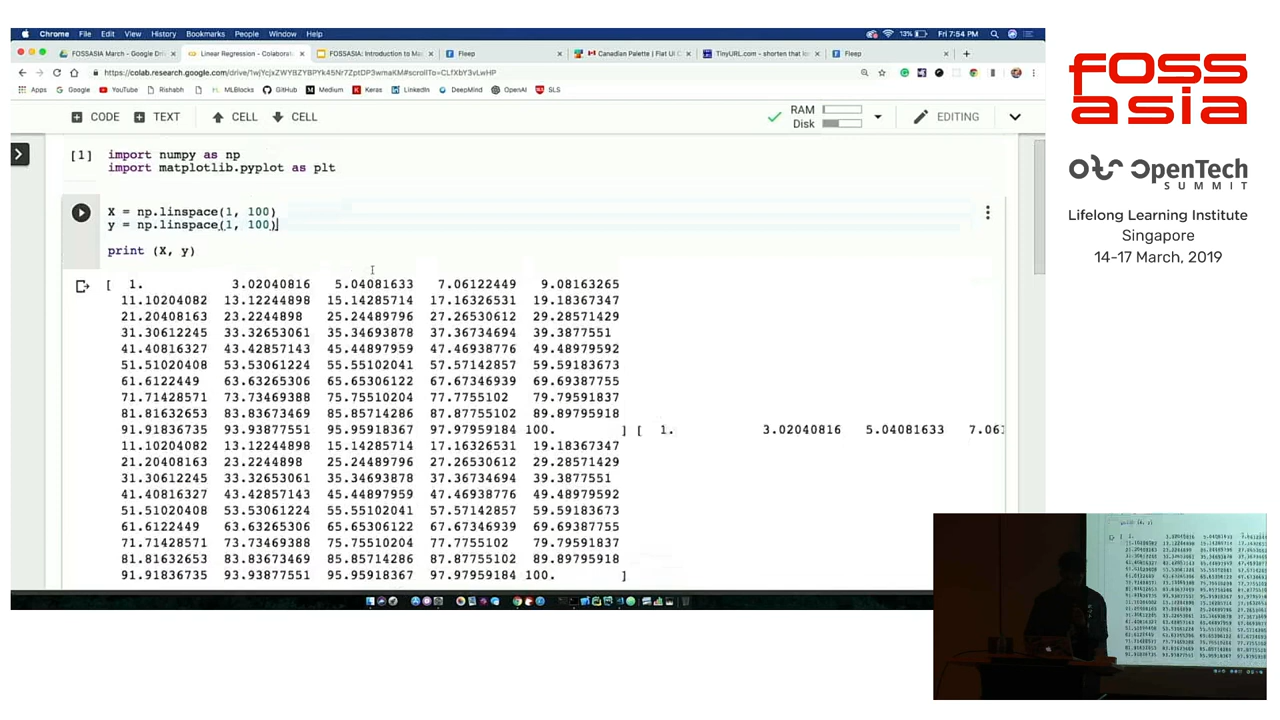 Chrome File Edit View History Bookmarks People Window Help 13% Fri 7:54 PM
FOSSASIA March - Google Dri Linear Regression - Colaborat FOSSASIA: Introduction to Ma Fleep Canadian Palette | Flat UI C TinyURL.com - shorten that lon Fleep
https://colab.research.google.com/drive/1wjYcjxZWY8ZYBPYk45Nr7ZptDP3wmaKM#scrollTo=CLfXbY3vLwHP
Apps Google YouTube Rishabh MLBlocks GitHub Medium Keras LinkedIn DeepMind OpenAI SLS
CODE TEXT CELL CELL RAM Disk EDITING
[1] import numpy as np
import matplotlib.pyplot as plt
X = np.linspace(1, 100)
y = np.linspace(1, 100)
print (X, y)
[ 1. 3.02040816 5.04081633 7.06122449 9.08163265
11.10204082 13.12244898 15.14285714 17.16326531 19.18367347
21.20408163 23.2244898 25.24489796 27.26530612 29.28571429
31.30612245 33.32653061 35.34693878 37.36734694 39.3877551
41.40816327 43.42857143 45.44897959 47.46938776 49.48979592
51.51020408 53.53061224 55.55102041 57.57142857 59.59183673
61.6122449 63.63265306 65.65306122 67.67346939 69.69387755
71.71428571 73.73469388 75.75510204 77.7755102 79.79591837
81.81632653 83.83673469 85.85714286 87.87755102 89.89795918
91.91836735 93.93877551 95.95918367 97.97959184 100. ] [ 1. 3.02040816 5.04081633 7.061
11.10204082 13.12244898 15.14285714 17.16326531 19.18367347
21.20408163 23.2244898 25.24489796 27.26530612 29.28571429
31.30612245 33.32653061 35.34693878 37.36734694 39.3877551
41.40816327 43.42857143 45.44897959 47.46938776 49.48979592
51.51020408 53.53061224 55.55102041 57.57142857 59.59183673
61.6122449 63.63265306 65.65306122 67.67346939 69.69387755
71.71428571 73.73469388 75.75510204 77.7755102 79.79591837
81.81632653 83.83673469 85.85714286 87.87755102 89.89795918
91.91836735 93.93877551 95.95918367 97.97959184 100. ]
FOSS
ASIA
OpenTech
SUMMIT
Lifelong Learning Institute
Singapore
14-17 March, 2019